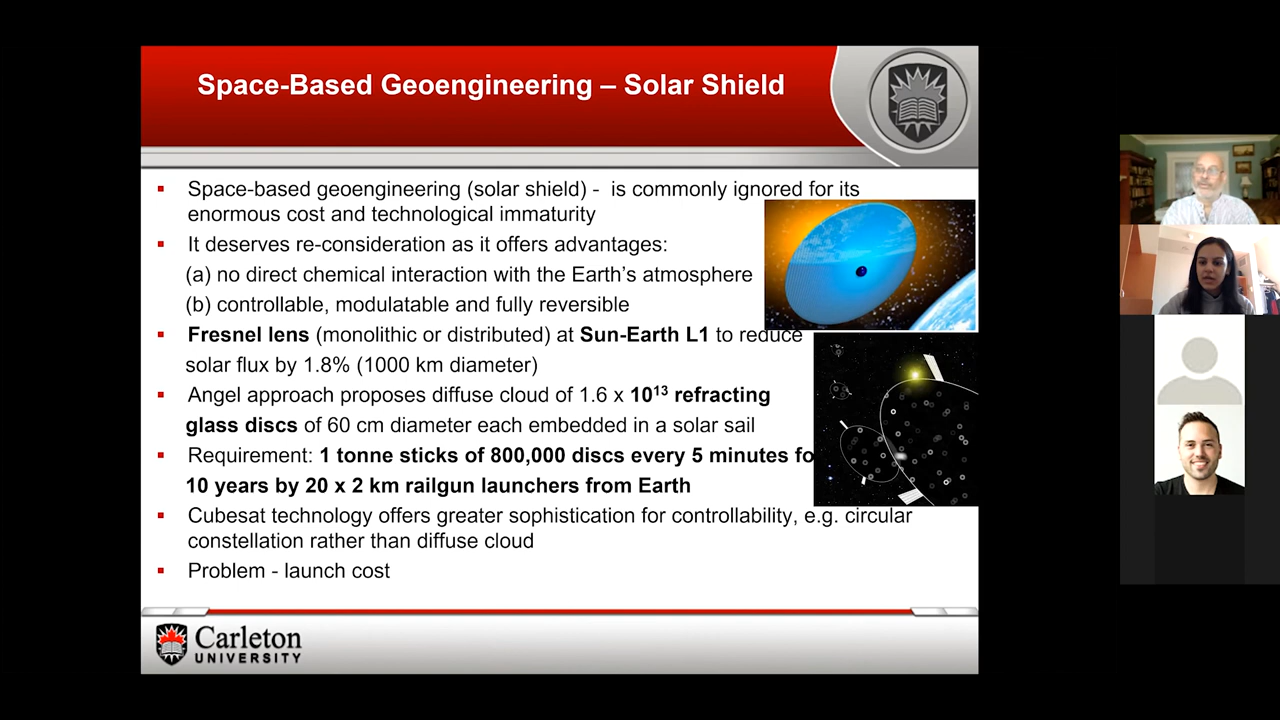 Space-Based Geoengineering – Solar Shield
▪ Space-based geoengineering (solar shield) - is commonly ignored for its
enormous cost and technological immaturity
▪ It deserves re-consideration as it offers advantages:
(a) no direct chemical interaction with the Earth's atmosphere
(b) controllable, modulatable and fully reversible
▪ Fresnel lens (monolithic or distributed) at Sun-Earth L1 to reduce
solar flux by 1.8% (1000 km diameter)
▪ Angel approach proposes diffuse cloud of 1.6 x 10¹³ refracting
glass discs of 60 cm diameter each embedded in a solar sail
▪ Requirement: 1 tonne sticks of 800,000 discs every 5 minutes fo
10 years by 20 x 2 km railgun launchers from Earth
▪ Cubesat technology offers greater sophistication for controllability, e.g. circular
constellation rather than diffuse cloud
▪ Problem - launch cost
Carleton
UNIVERSITY